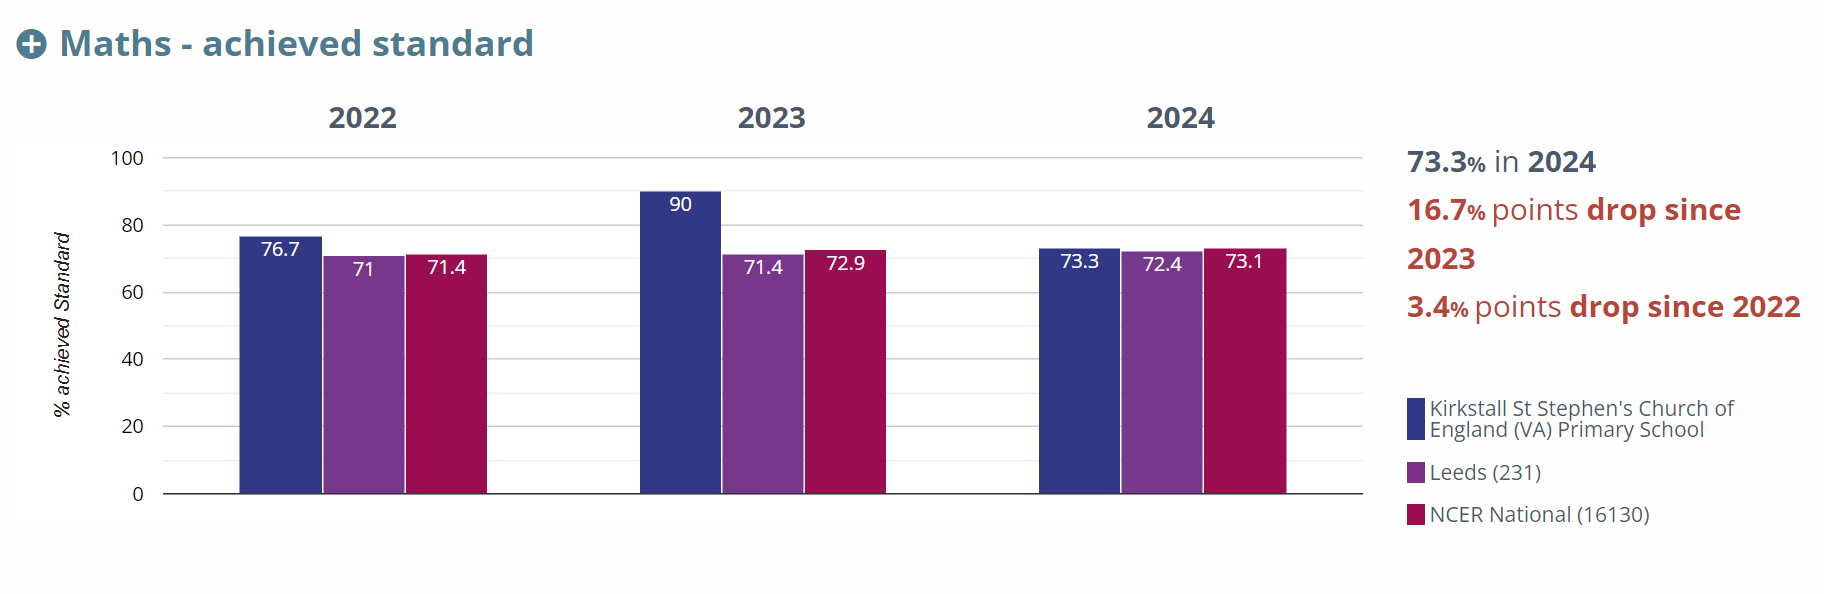 Maths - achieved standard
2022
2023
2024
100
80
60
40
20
0
% achieved Standard
76.7
71
71.4
90
71.4
72.9
73.3
72.4
73.1
73.3% in 2024
16.7% points drop since
2023
3.4% points drop since 2022
Kirkstall St Stephen's Church of
England (VA) Primary School
Leeds (231)
NCER National (16130)